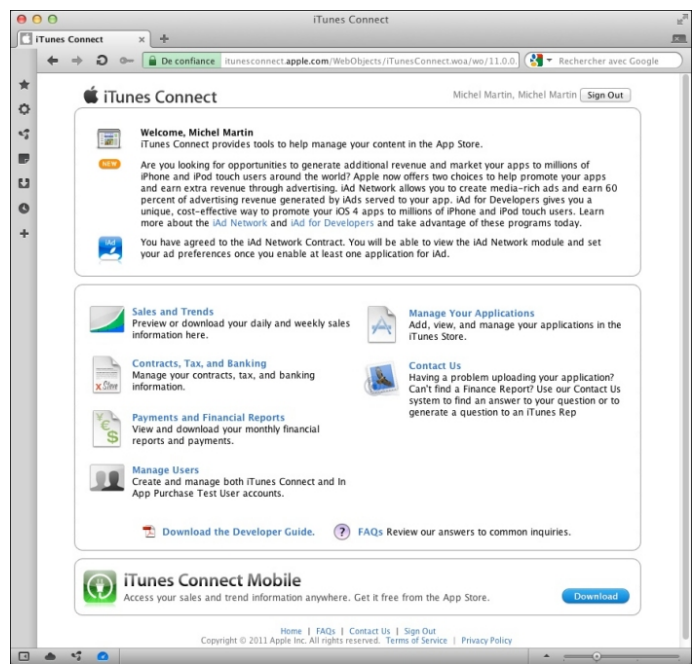 iTunes Connect
iTunes Connect
De confiance itunesconnect.apple.com/WebObjects/iTunesConnect.woa/wo/11.0.0. Rechercher avec Google
iTunes Connect
Michel Martin, Michel Martin Sign Out
Welcome, Michel Martin
iTunes Connect provides tools to help manage your content in the App Store.
NEW
Are you looking for opportunities to generate additional revenue and market your apps to millions of
iPhone and iPod touch users around the world? Apple now offers two choices to help promote your apps
and earn extra revenue through advertising. iAd Network allows you to create media-rich ads and earn 60
percent of advertising revenue generated by iAds served to your app. iAd for Developers gives you a
unique, cost-effective way to promote your iOS 4 apps to millions of iPhone and iPod touch users. Learn
more about the iAd Network and iAd for Developers and take advantage of these programs today.
iAd
You have agreed to the iAd Network Contract. You will be able to view the iAd Network module and set
your ad preferences once you enable at least one application for iAd.
Sales and Trends
Preview or download your daily and weekly sales
information here.
Contracts, Tax, and Banking
Manage your contracts, tax, and banking
information.
Payments and Financial Reports
View and download your monthly financial
reports and payments.
Manage Users
Create and manage both iTunes Connect and In
App Purchase Test User accounts.
Manage Your Applications
Add, view, and manage your applications in the
iTunes Store.
Contact Us
Having a problem uploading your application?
Can't find a Finance Report? Use our Contact Us
system to find an answer to your question or to
generate a question to an iTunes Rep
Download the Developer Guide.
? FAQs Review our answers to common inquiries.
iTunes Connect Mobile
Access your sales and trend information anywhere. Get it free from the App Store.
Download
Home | FAQs | Contact Us | Sign Out
Copyright © 2011 Apple Inc. All rights reserved. Terms of Service | Privacy Policy